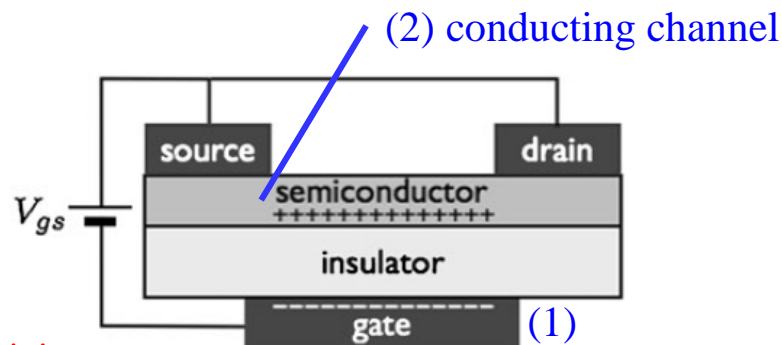 (2) conducting channel
source
drain
semiconductor
++++++++++++++
V_gs
insulator
gate
(1)